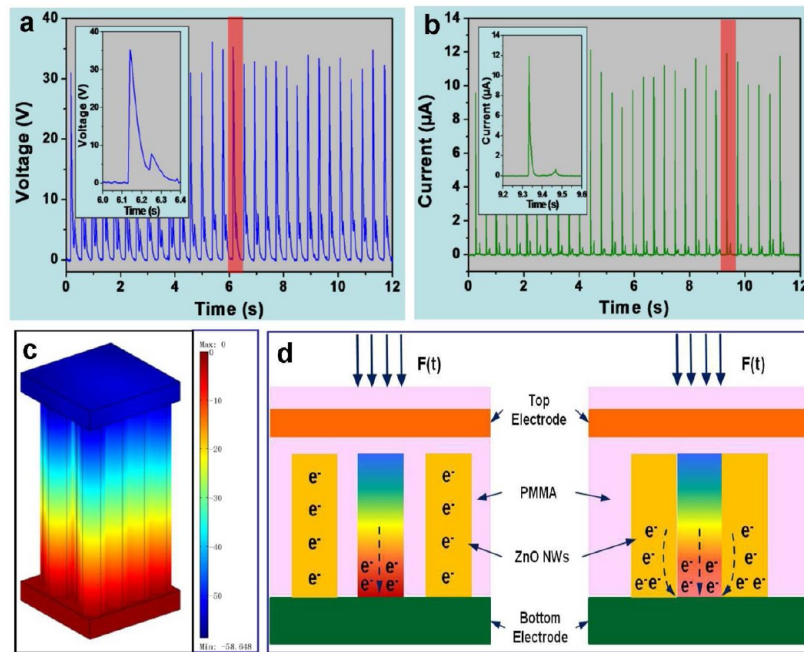 a
Voltage (V)
40
30
20
10
0
0 2 4 6 8 10 12
Time (s)
Voltage (V)
40
30
20
10
0
6.0 6.1 6.2 6.3 6.4
Time (s)
b
Current (μA)
14
12
10
8
6
4
2
0
0 2 4 6 8 10 12
Time (s)
Current (μA)
14
12
10
8
6
4
2
0
9.2 9.3 9.4 9.5 9.6
Time (s)
c
Max: 0
0
-10
-20
-30
-40
-50
Min: -58.648
d
F(t)
F(t)
Top
Electrode
PMMA
ZnO NWs
Bottom
Electrode
e- e-
e- e-
e- e-
e- e- e- e-
e- e-
e- e-
e- e- e- e-
e-e- e- e- e- e-